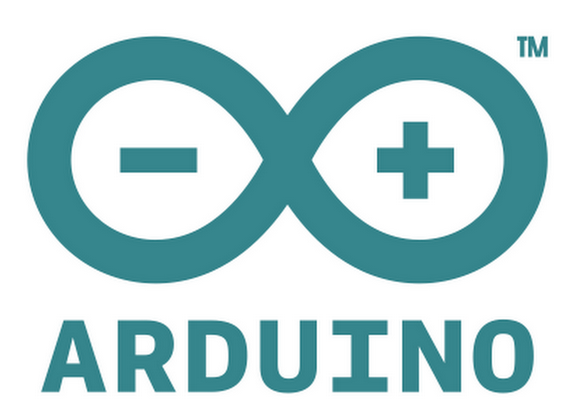 TM
- +
ARDUINO